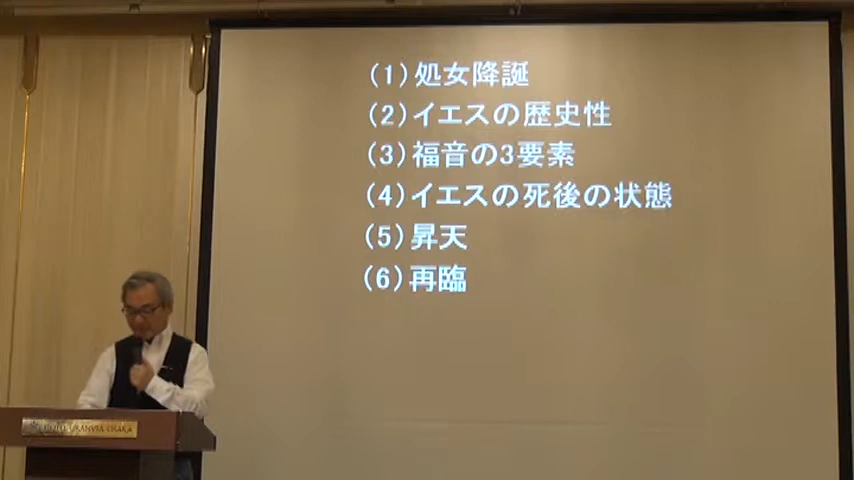 (1)処女降誕
(2)イエスの歴史性
(3)福音の3要素
(4)イエスの死後の状態
(5)昇天
(6)再臨